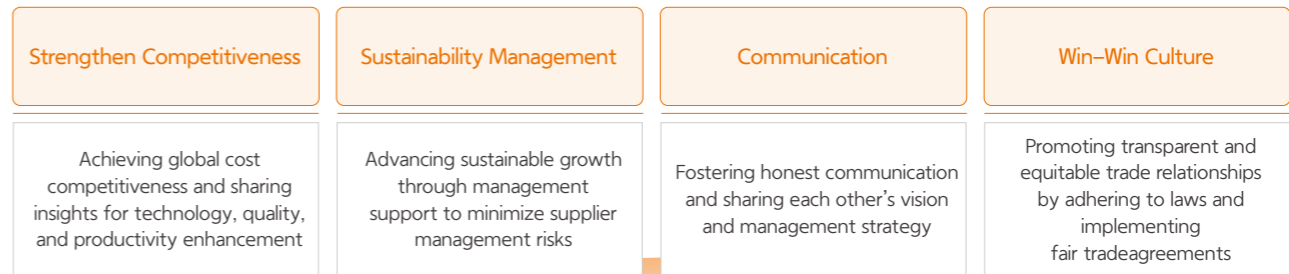 Strengthen Competitiveness
Achieving global cost
competitiveness and sharing
insights for technology, quality,
and productivity enhancement
Sustainability Management
Advancing sustainable growth
through management
support to minimize supplier
management risks
Communication
Fostering honest communication
and sharing each other’s vision
and management strategy
Win–Win Culture
Promoting transparent and
equitable trade relationships
by adhering to laws and
implementing
fair tradeagreements